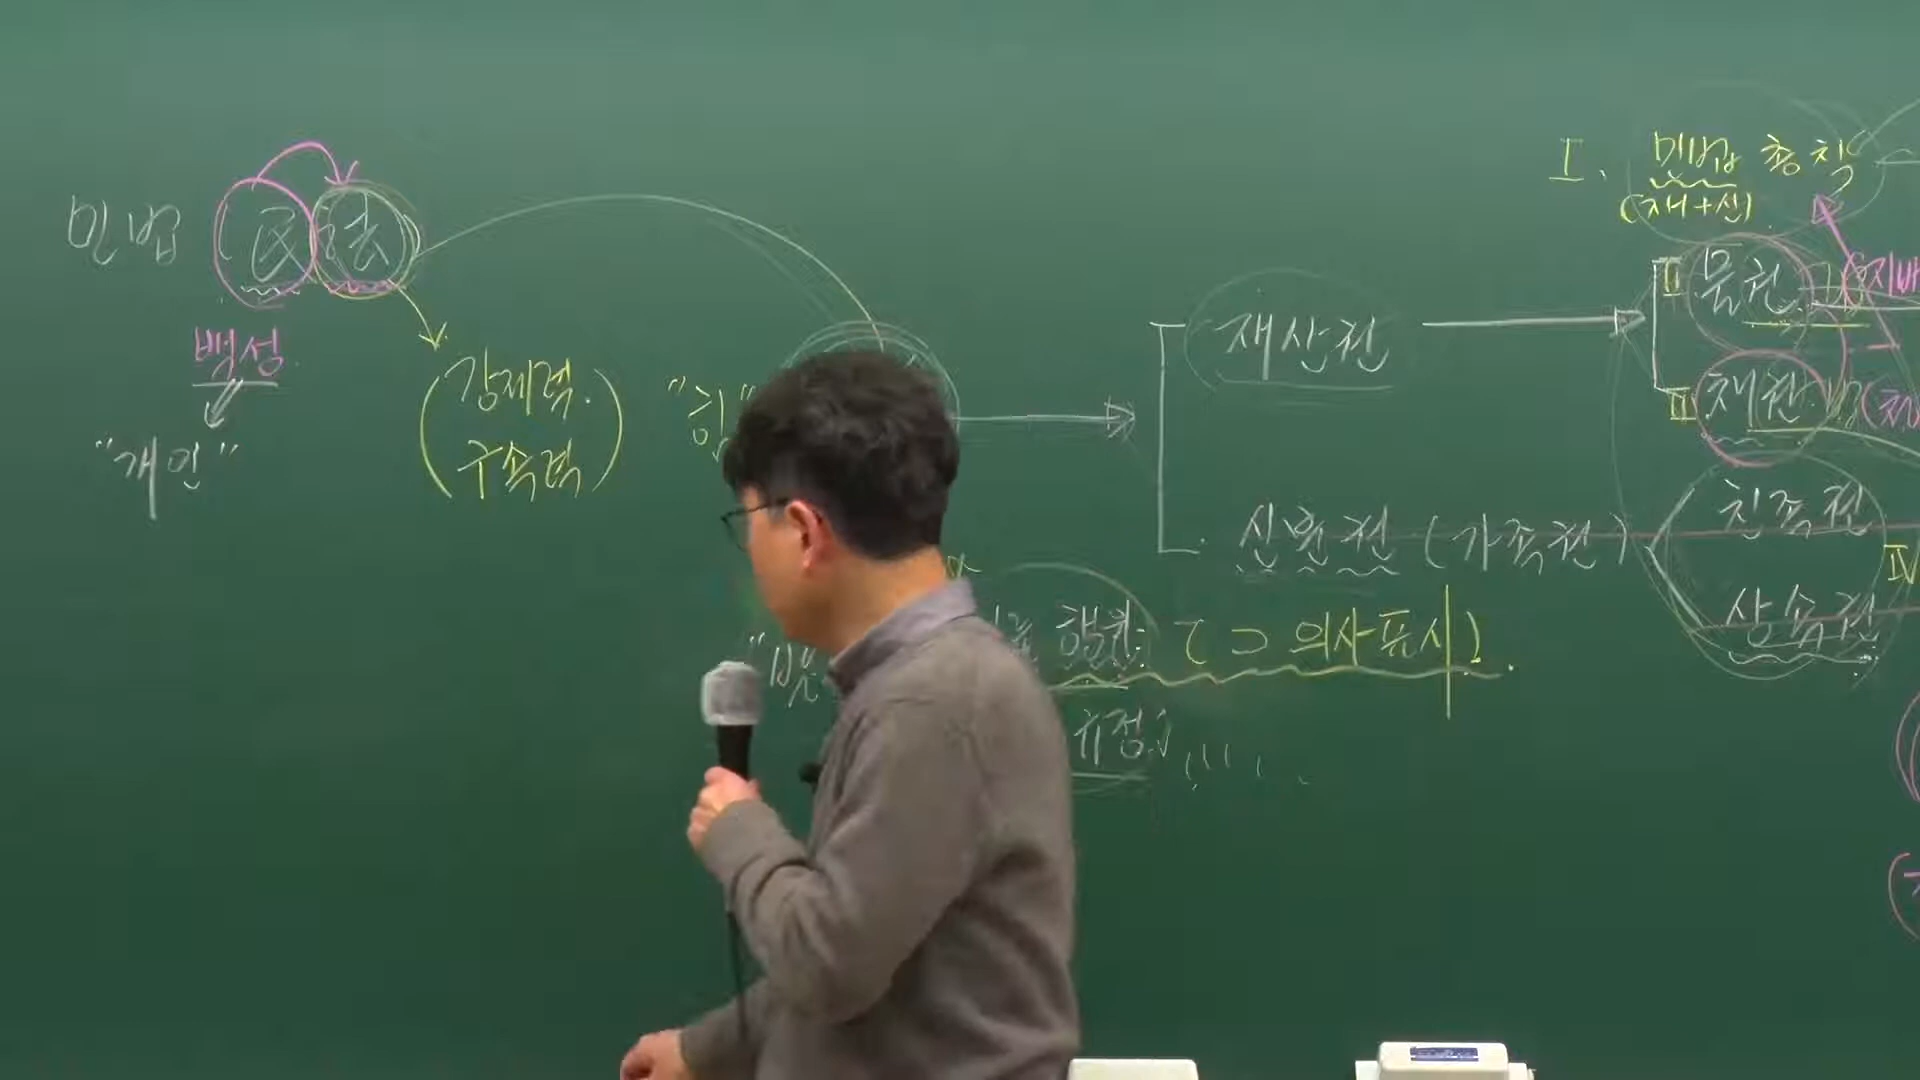 민법 (民法)
백성
"개인"
강제력.
구속력
"힘"
재산권
신분권 (가족권)
행위 (⊃ 의사표시)
규정
I. 민법 총칙
(재+신)
II 물권
III 채권
친족권
상속권
IV